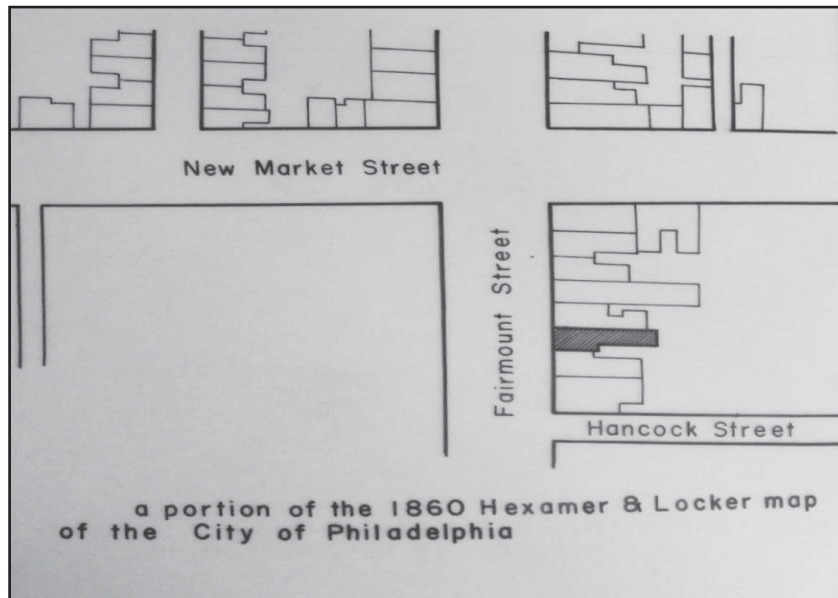 New Market Street
Fairmount Street
Hancock Street
a portion of the 1860 Hexamer & Locker map
of the City of Philadelphia